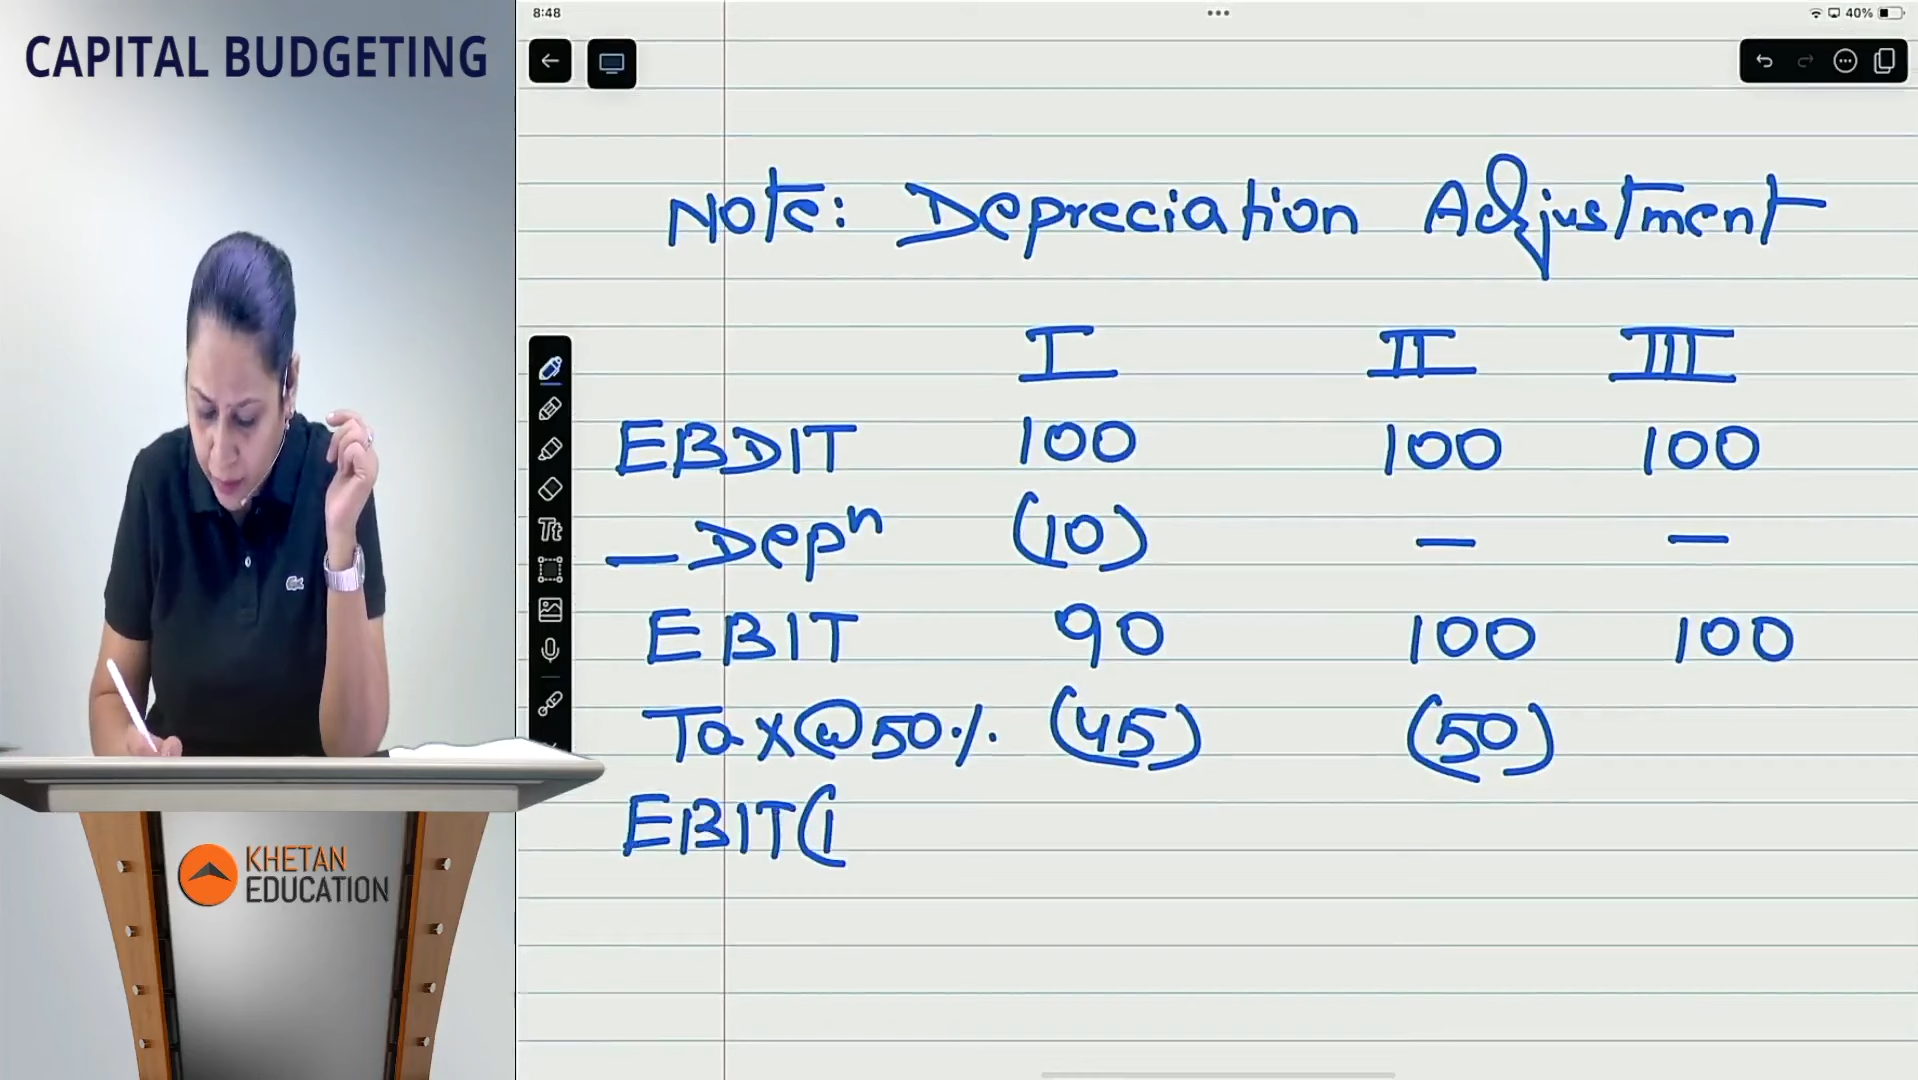 CAPITAL BUDGETING
8:48
40%
Note: Depreciation Adjustment
I II III
EBDIT 100 100 100
— Depⁿ (10) — —
EBIT 90 100 100
Tax@50% (45) (50)
EBIT(1
Tt
KHETAN
EDUCATION